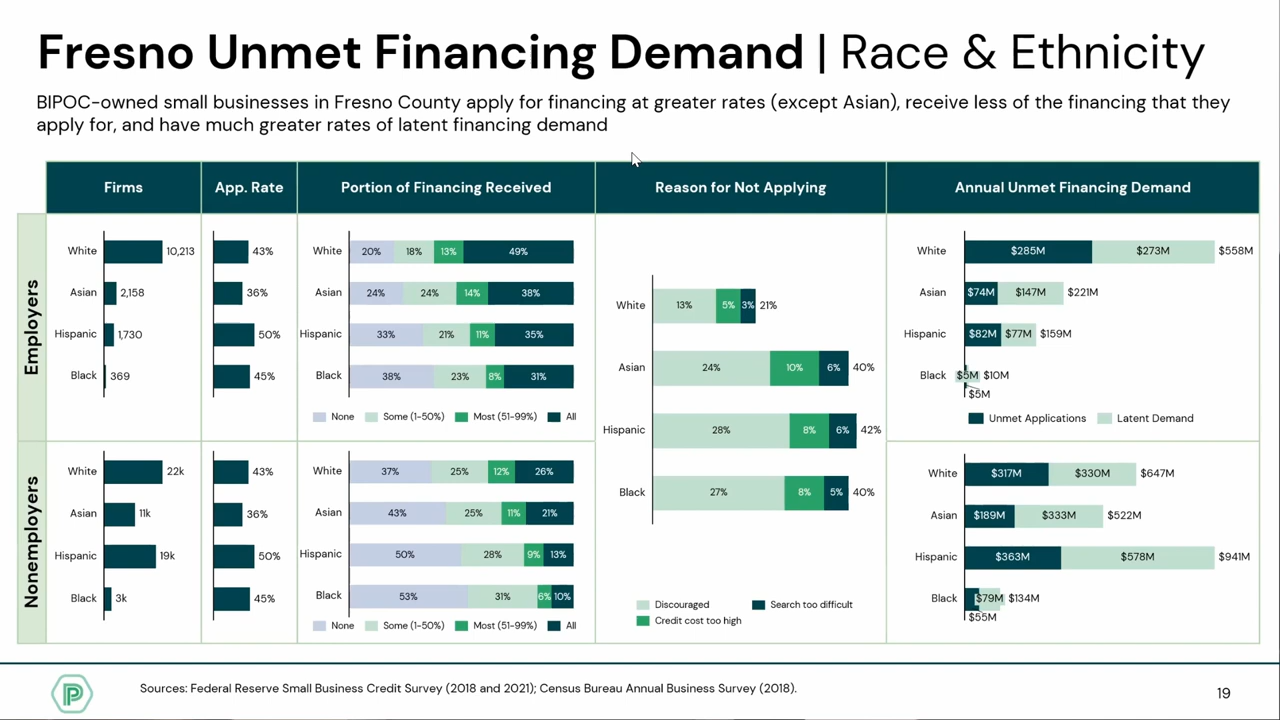 Fresno Unmet Financing Demand | Race & Ethnicity
BIPOC-owned small businesses in Fresno County apply for financing at greater rates (except Asian), receive less of the financing that they
apply for, and have much greater rates of latent financing demand
Firms
App. Rate
Portion of Financing Received
Reason for Not Applying
Annual Unmet Financing Demand
Employers
White 10,213
Asian 2,158
Hispanic 1,730
Black 369
43%
36%
50%
45%
White 20% 18% 13% 49%
Asian 24% 24% 14% 38%
Hispanic 33% 21% 11% 35%
Black 38% 23% 8% 31%
None Some (1-50%) Most (51-99%) All
White 13% 5% 3% 21%
Asian 24% 10% 6% 40%
Hispanic 28% 8% 6% 42%
Black 27% 8% 5% 40%
Discouraged Search too difficult
Credit cost too high
White $285M $273M $558M
Asian $74M $147M $221M
Hispanic $82M $77M $159M
Black $5M $10M
$5M
Unmet Applications Latent Demand
Nonemployers
White 22k
Asian 11k
Hispanic 19k
Black 3k
43%
36%
50%
45%
White 37% 25% 12% 26%
Asian 43% 25% 11% 21%
Hispanic 50% 28% 9% 13%
Black 53% 31% 6% 10%
None Some (1-50%) Most (51-99%) All
White $317M $330M $647M
Asian $189M $333M $522M
Hispanic $363M $578M $941M
Black $79M $134M
$55M
Sources: Federal Reserve Small Business Credit Survey (2018 and 2021); Census Bureau Annual Business Survey (2018).
19